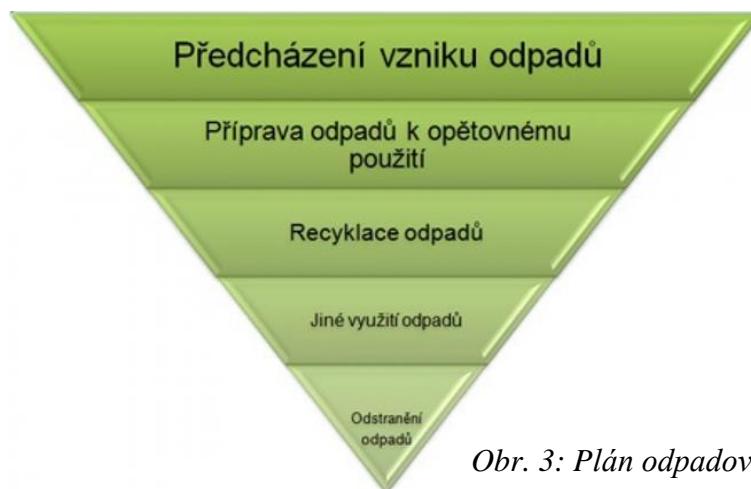 Předcházení vzniku odpadů
Příprava odpadů k opětovnému
použití
Recyklace odpadů
Jiné využití odpadů
Odstranění
odpadů
Obr. 3: Plán odpadov